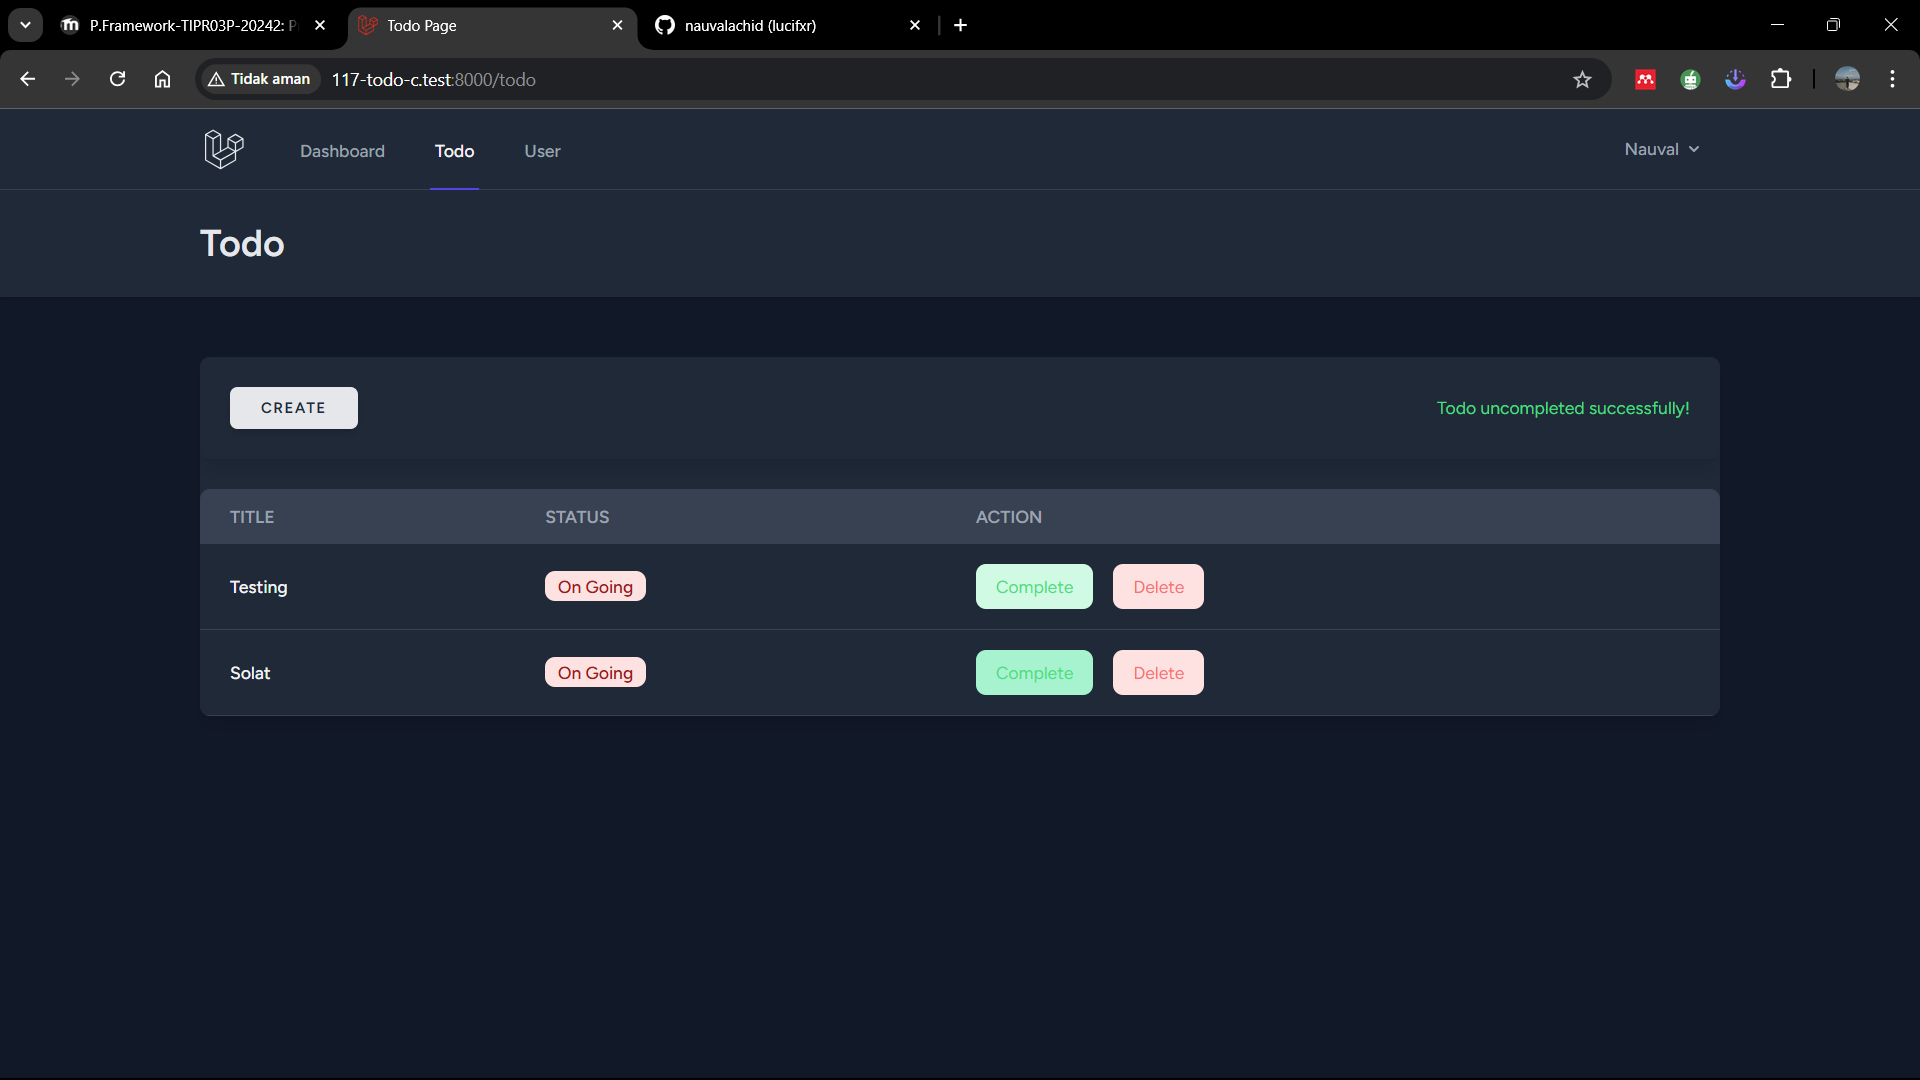 P.Framework-TIPR03P-20242: P
Todo Page
nauvalachid (lucifxr)
Tidak aman
117-todo-c.test:8000/todo
Dashboard
Todo
User
Nauval
Todo
CREATE
Todo uncompleted successfully!
TITLE STATUS ACTION
Testing On Going Complete Delete
Solat On Going Complete Delete